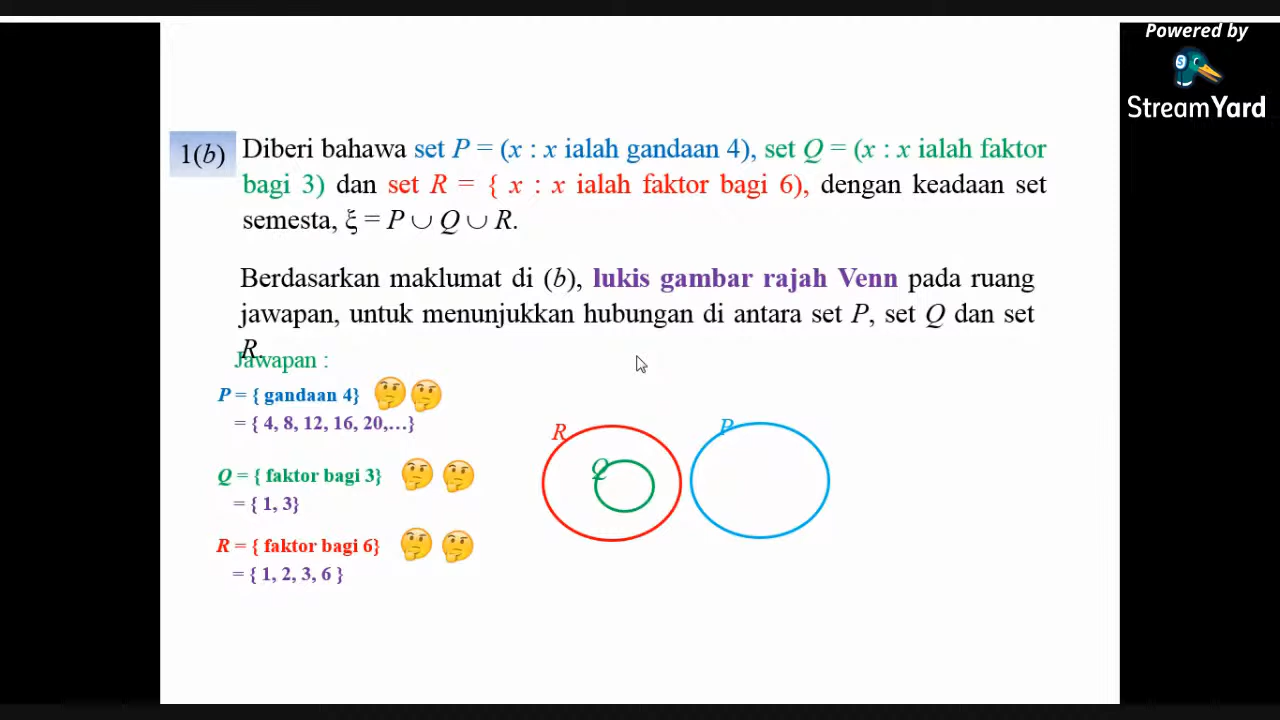 Powered by
StreamYard
1(b)
Diberi bahawa set P = (x : x ialah gandaan 4), set Q = (x : x ialah faktor
bagi 3) dan set R = { x : x ialah faktor bagi 6), dengan keadaan set
semesta, ξ = P ∪ Q ∪ R.
Berdasarkan maklumat di (b), lukis gambar rajah Venn pada ruang
jawapan, untuk menunjukkan hubungan di antara set P, set Q dan set
R.
Jawapan :
P = { gandaan 4}
= { 4, 8, 12, 16, 20,…}
Q = { faktor bagi 3}
= { 1, 3}
R = { faktor bagi 6}
= { 1, 2, 3, 6 }
R
Q
P